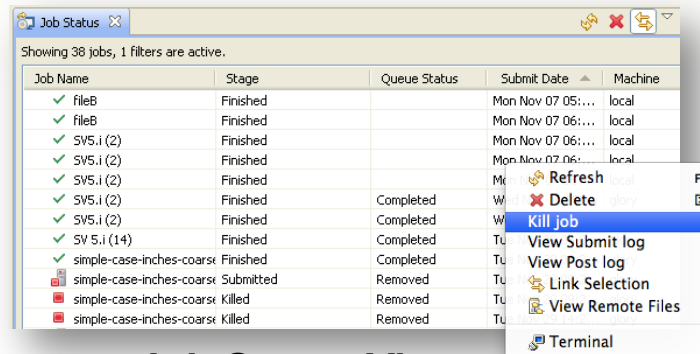 Job Status
Showing 38 jobs, 1 filters are active.
Job Name Stage Queue Status Submit Date Machine
fileB Finished Mon Nov 07 05:... local
fileB Finished Mon Nov 07 06:... local
SV5.i (2) Finished Mon Nov 07 06:... local
SV5.i (2) Finished Mon Nov 07 06:... local
SV5.i (2) Finished local
SV5.i (2) Finished Completed
SV5.i (2) Finished Completed
SV 5.i (14) Finished Completed
simple-case-inches-coarse Finished Completed
simple-case-inches-coarse Submitted Removed
simple-case-inches-coarse Killed Removed
simple-case-inches-coarse Killed Removed
Refresh
Delete
Kill job
View Submit log
View Post log
Link Selection
View Remote Files
Terminal